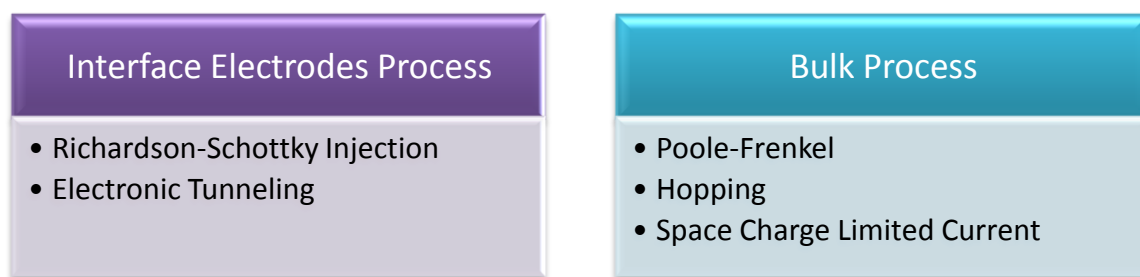 Interface Electrodes Process
• Richardson-Schottky Injection
• Electronic Tunneling
Bulk Process
• Poole-Frenkel
• Hopping
• Space Charge Limited Current